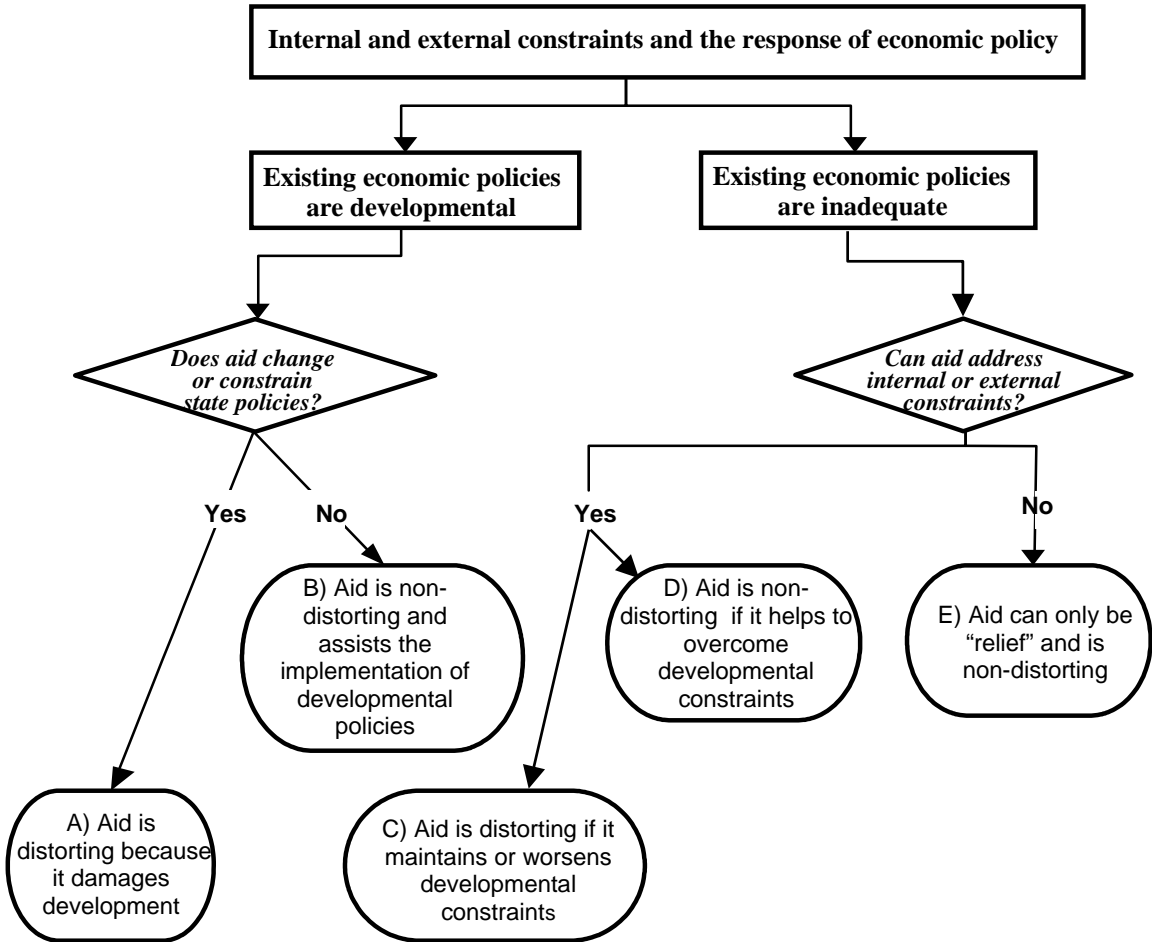 Internal and external constraints and the response of economic policy
Existing economic policies
are developmental
Existing economic policies
are inadequate
Does aid change
or constrain
state policies?
Can aid address
internal or external
constraints?
Yes
No
Yes
No
B) Aid is non-
distorting and
assists the
implementation of
developmental
policies
D) Aid is non-
distorting if it helps to
overcome
developmental
constraints
E) Aid can only be
“relief” and is
non-distorting
A) Aid is
distorting because
it damages
development
C) Aid is distorting if it
maintains or worsens
developmental
constraints